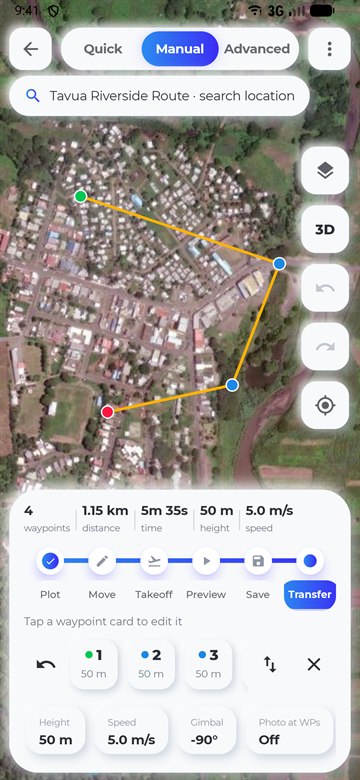 9:41 3G
Quick Manual Advanced
Tavua Riverside Route · search location
3D
4 1.15 km 5m 35s 50 m 5.0 m/s
waypoints distance time height speed
Plot Move Takeoff Preview Save Transfer
Tap a waypoint card to edit it
1 2 3
50 m 50 m 50 m
Height Speed Gimbal Photo at WPs
50 m 5.0 m/s -90° Off